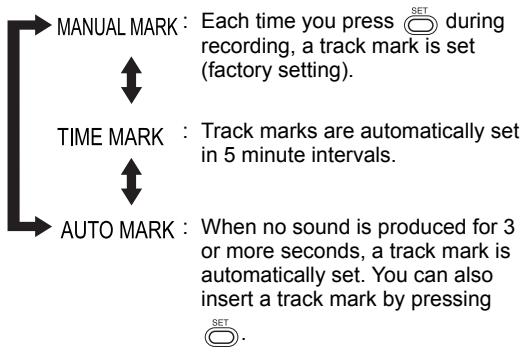 MANUAL MARK : Each time you press SET during
recording, a track mark is set
(factory setting).
TIME MARK : Track marks are automatically set
in 5 minute intervals.
AUTO MARK : When no sound is produced for 3
or more seconds, a track mark is
automatically set. You can also
insert a track mark by pressing
SET .